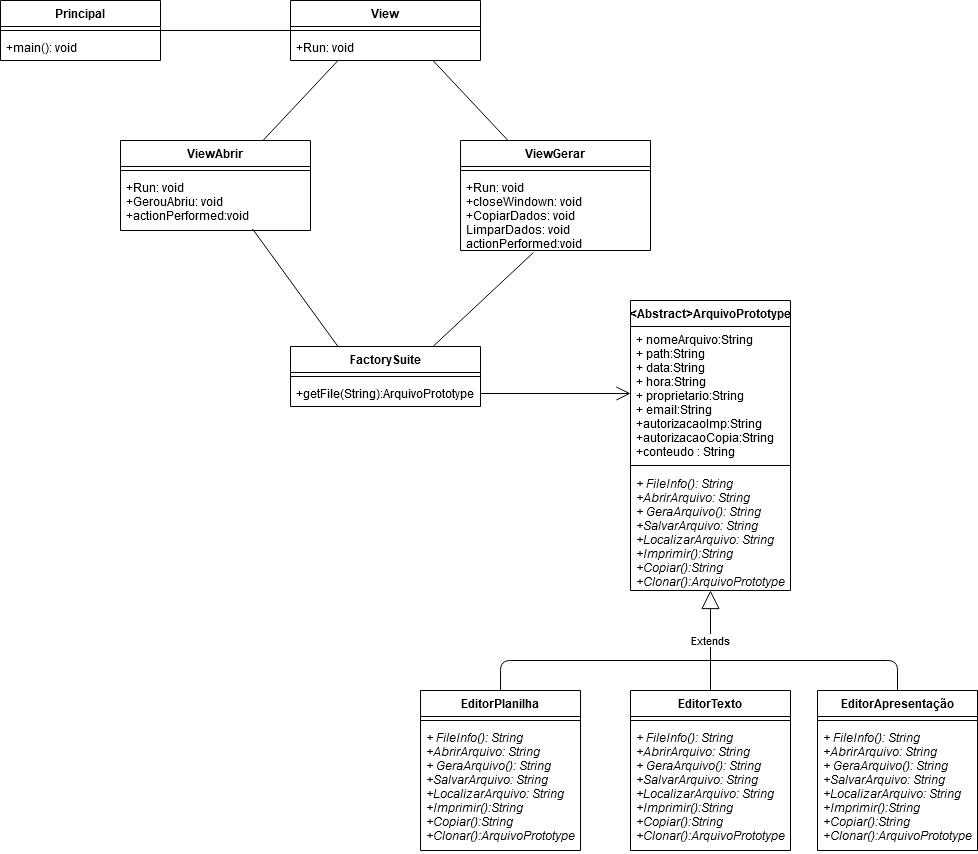 Principal
+main(): void
View
+Run: void
ViewAbrir
+Run: void
+GerouAbriu: void
+actionPerformed:void
ViewGerar
+Run: void
+closeWindown: void
+CopiarDados: void
LimparDados: void
actionPerformed:void
FactorySuite
+getFile(String):ArquivoPrototype
<Abstract>ArquivoPrototype
+ nomeArquivo:String
+ path:String
+ data:String
+ hora:String
+ proprietario:String
+ email:String
+autorizacaoImp:String
+autorizacaoCopia:String
+conteudo : String
+ FileInfo(): String
+AbrirArquivo: String
+ GeraArquivo(): String
+SalvarArquivo: String
+LocalizarArquivo: String
+Imprimir():String
+Copiar():String
+Clonar():ArquivoPrototype
Extends
EditorPlanilha
+ FileInfo(): String
+AbrirArquivo: String
+ GeraArquivo(): String
+SalvarArquivo: String
+LocalizarArquivo: String
+Imprimir():String
+Copiar():String
+Clonar():ArquivoPrototype
EditorTexto
+ FileInfo(): String
+AbrirArquivo: String
+ GeraArquivo(): String
+SalvarArquivo: String
+LocalizarArquivo: String
+Imprimir():String
+Copiar():String
+Clonar():ArquivoPrototype
EditorApresentação
+ FileInfo(): String
+AbrirArquivo: String
+ GeraArquivo(): String
+SalvarArquivo: String
+LocalizarArquivo: String
+Imprimir():String
+Copiar():String
+Clonar():ArquivoPrototype